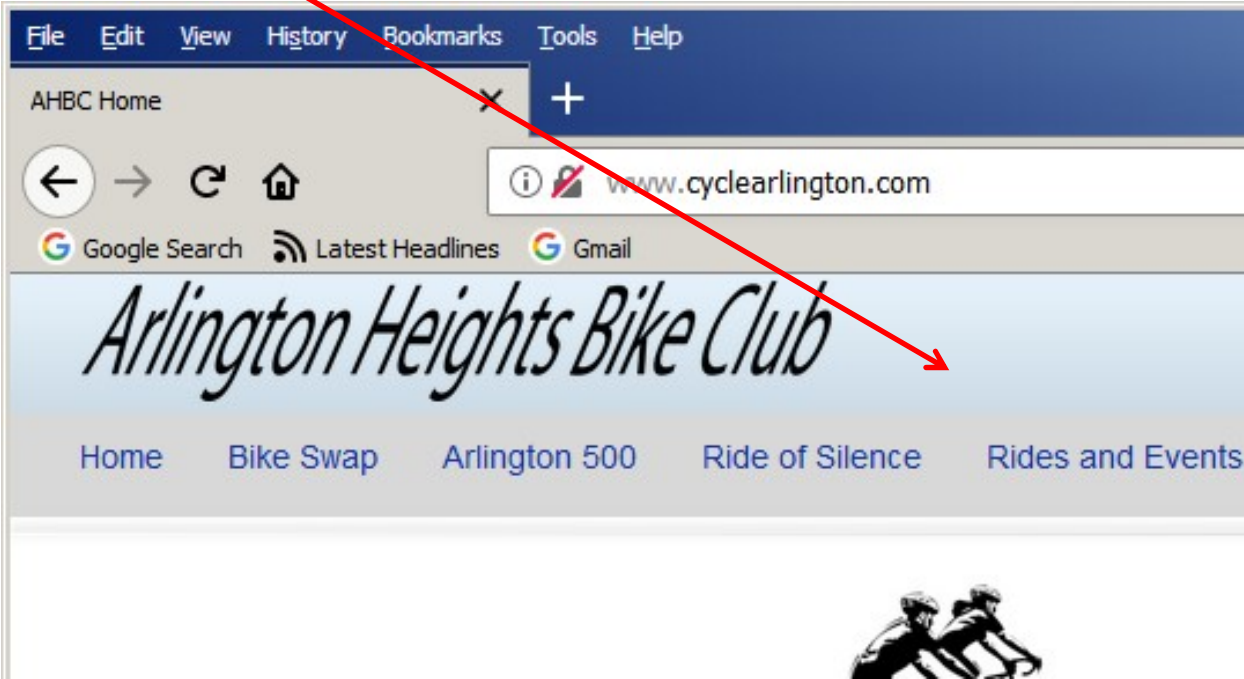 File Edit View History Bookmarks Tools Help
AHBC Home
www.cyclearlington.com
Google Search Latest Headlines Gmail
Arlington Heights Bike Club
Home Bike Swap Arlington 500 Ride of Silence Rides and Events